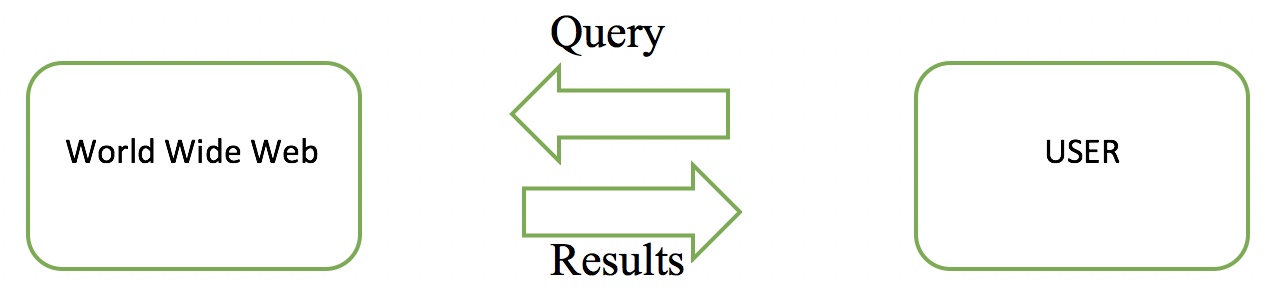 Query
World Wide Web
USER
Results